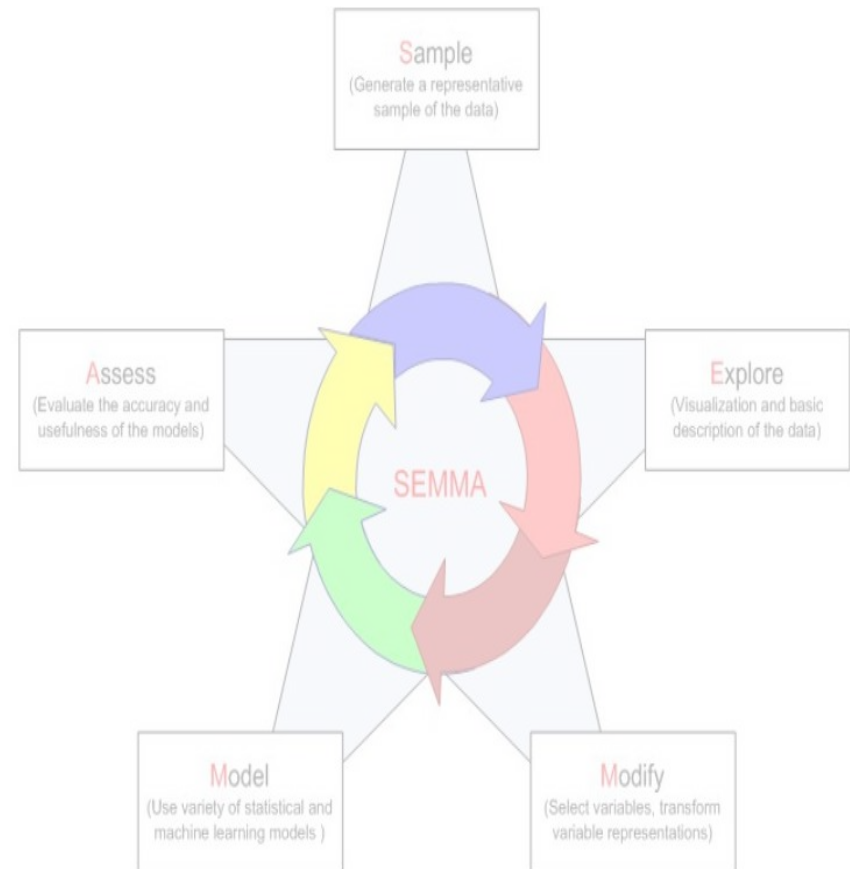 Sample
(Generate a representative
sample of the data)
Assess
(Evaluate the accuracy and
usefulness of the models)
Explore
(Visualization and basic
description of the data)
SEMMA
Model
(Use variety of statistical and
machine learning models )
Modify
(Select variables, transform
variable representations)